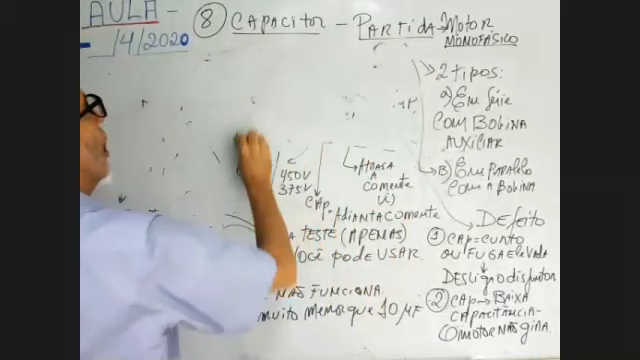 AULA-
/4/2020
⑧ CAPACITOR - PARTIDA→MOTOR
MONOFÁSICO
2 tipos:
a) Em série
COM BOBINA
AUXILIAR
B) Em PARALELO
COM A BOBINA
450V
375V
ATRASA
A
CORRENTE
(i)
CAP= ADIANTA CORRENTE
TESTE (APENAS)
VOCÊ PODE USAR.
NÃO FUNCIONA.
MUITO MENOR QUE 10 µF
DEFEITO
① CAP=CURTO
OU FUGA ELEVADA
DESLIGA O DISJUNTOR
② CAP→BAIXA
CAPACITÂNCIA-
O MOTOR NÃO GIRA.